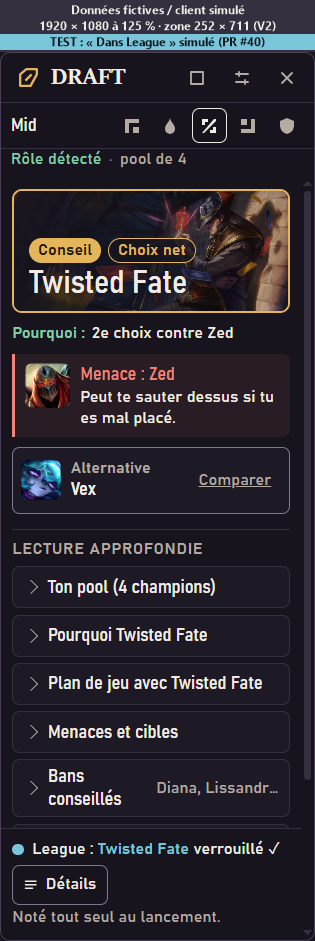 Données fictives / client simulé
1920 × 1080 à 125 % · zone 252 × 711 (V2)
TEST : « Dans League » simulé (PR #40)
DRAFT
Mid
Rôle détecté · pool de 4
Conseil
Choix net
Twisted Fate
Pourquoi : 2e choix contre Zed
Menace : Zed
Peut te sauter dessus si tu
es mal placé.
Alternative
Vex
Comparer
LECTURE APPROFONDIE
Ton pool (4 champions)
Pourquoi Twisted Fate
Plan de jeu avec Twisted Fate
Menaces et cibles
Bans
conseillés
Diana, Lissandr...
League : Twisted Fate verrouillé ✓
Détails
Noté tout seul au lancement.